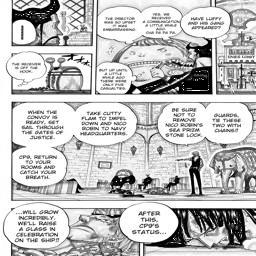 THE RECEIVER
IS OFF THE
HOOK.
THE DIRECTOR
WAS SO UPSET
IT WAS
EMBARRASSING.
YES, WE
RECEIVED
A COMMUNICATION
A LITTLE WHILE
AGO.
CHA PA PA PA.
BUT UP UNTIL
A LITTLE WHILE
AGO THERE
WERE ONLY
FIVE
CASUALTIES.
HAVE LUFFY
AND HIS GANG
APPEARED?
WHEN THE
CONVOY IS
READY, SET
SAIL THROUGH
THE GATES OF
JUSTICE.
TAKE CUTTY
FLAM TO IMPEL
DOWN AND NICO
ROBIN TO NAVY
HEADQUARTERS.
BE SURE
NOT TO
REMOVE
NICO ROBIN'S
SEA PRISM
STONE LOCK.
GUARDS,
TIE THESE
TWO WITH
CHAINS!!
CP9, RETURN
TO YOUR
ROOMS AND
CATCH YOUR
BREATH.
...WILL GROW
INCREDIBLY.
WE'LL RAISE
A GLASS IN
CELEBRATION
ON THE SHIP!!
AFTER
THIS,
CP9'S
STATUS...